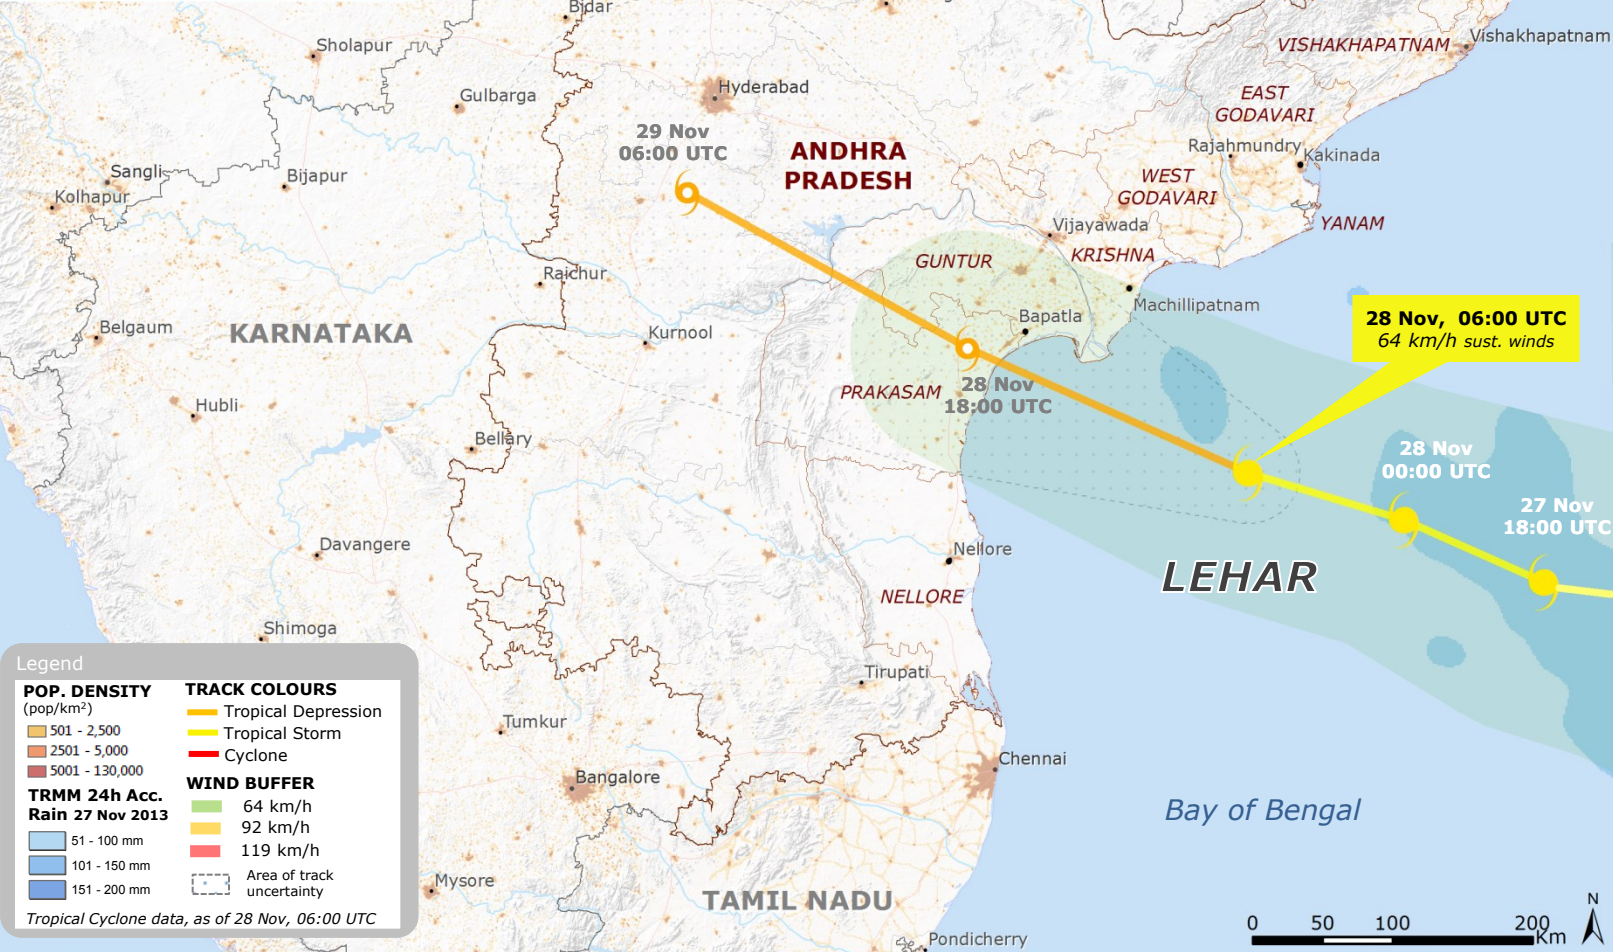 Bidar
Sholapur
VISHAKHAPATNAM
Vishakhapatnam
Gulbarga
Hyderabad
EAST
GODAVARI
29 Nov
06:00 UTC
ANDHRA
PRADESH
Rajahmundry
Kakinada
Sangli
Bijapur
WEST
GODAVARI
Kolhapur
Vijayawada
YANAM
GUNTUR
KRISHNA
Raichur
Machillipatnam
Belgaum
KARNATAKA
Kurnool
Bapatla
28 Nov, 06:00 UTC
64 km/h sust. winds
PRAKASAM
28 Nov
18:00 UTC
Hubli
Bellary
28 Nov
00:00 UTC
27 Nov
18:00 UTC
Davangere
Nellore
LEHAR
NELLORE
Shimoga
Tirupati
Tumkur
Chennai
Bangalore
Bay of Bengal
Mysore
TAMIL NADU
Pondicherry
Legend
POP. DENSITY
(pop/km²)
501 - 2,500
2501 - 5,000
5001 - 130,000
TRMM 24h Acc.
Rain 27 Nov 2013
51 - 100 mm
101 - 150 mm
151 - 200 mm
TRACK COLOURS
Tropical Depression
Tropical Storm
Cyclone
WIND BUFFER
64 km/h
92 km/h
119 km/h
Area of track
uncertainty
Tropical Cyclone data, as of 28 Nov, 06:00 UTC
0 50 100 200
Km
N